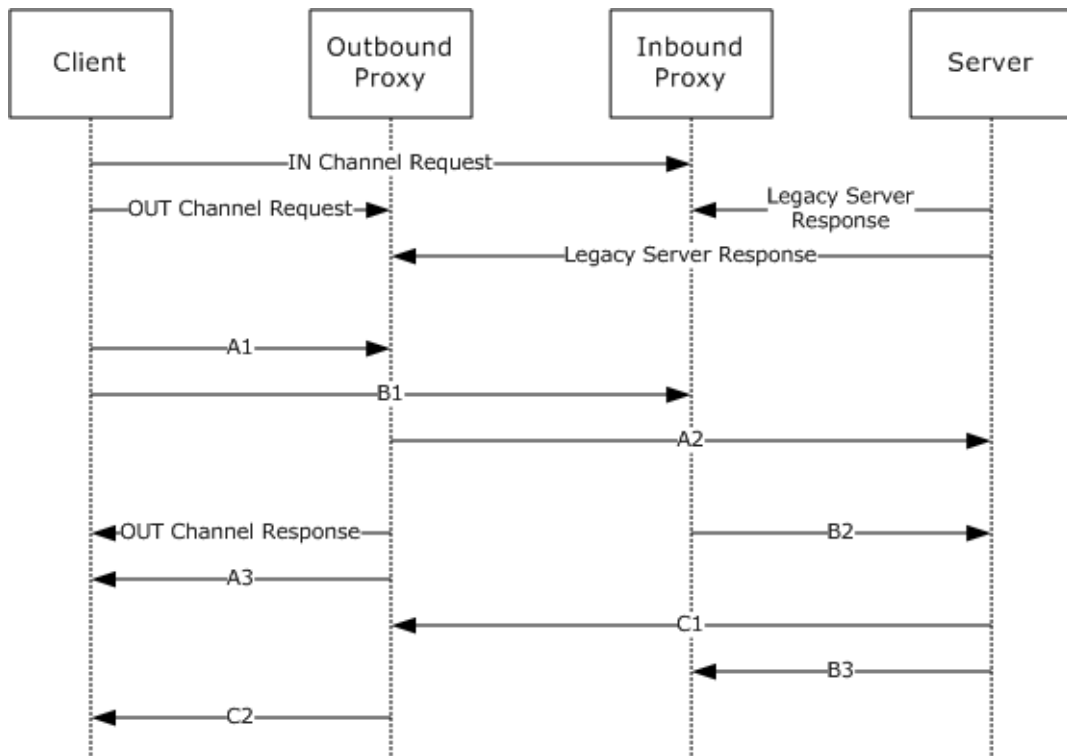 Client
Outbound
Proxy
Inbound
Proxy
Server
IN Channel Request
OUT Channel Request
Legacy Server
Response
Legacy Server Response
A1
B1
A2
OUT Channel Response
B2
A3
C1
B3
C2